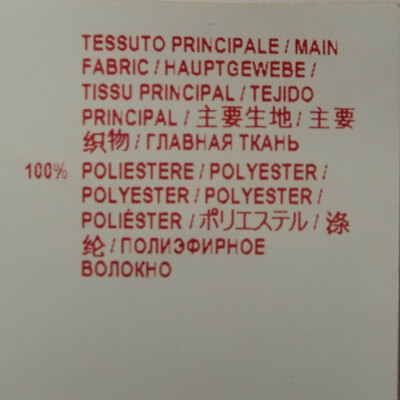 TESSUTO PRINCIPALE / MAIN
FABRIC / HAUPTGEWEBE /
TISSU PRINCIPAL / TEJIDO
PRINCIPAL / 主要生地 / 主要
织物 / ГЛАВНАЯ ТКАНЬ
100% POLIESTERE / POLYESTER /
POLYESTER / POLYESTER /
POLIÉSTER / ポリエステル / 涤
纶 / ПОЛИЭФИРНОЕ
ВОЛОКНО